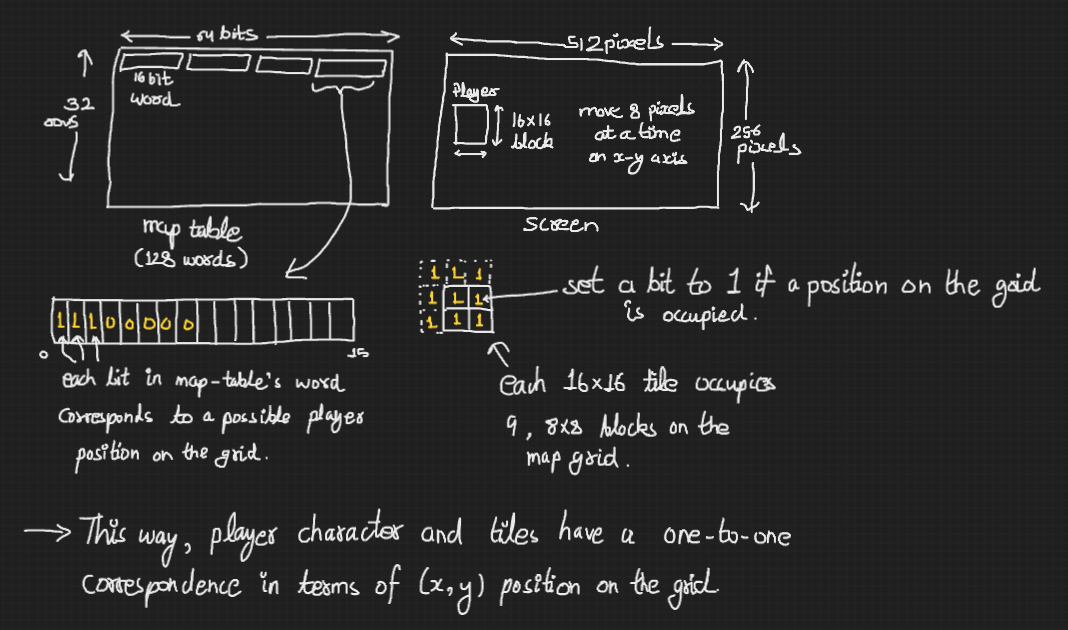 64 bits
16 bit
word
32
rows
map table
(128 words)
512 pixels
Player
16x16
block
move 8 pixels
at a time
on x-y axis
256
pixels
screen
1 1 1 0 0 0 0 0
0
15
each bit in map-table's word
corresponds to a possible player
position on the grid.
1 1 1
1 1 1
1 1 1
set a bit to 1 if a position on the grid
is occupied.
each 16x16 tile occupies
9, 8x8 blocks on the
map grid.
→ This way, player character and tiles have a one-to-one
correspondence in terms of (x,y) position on the grid.